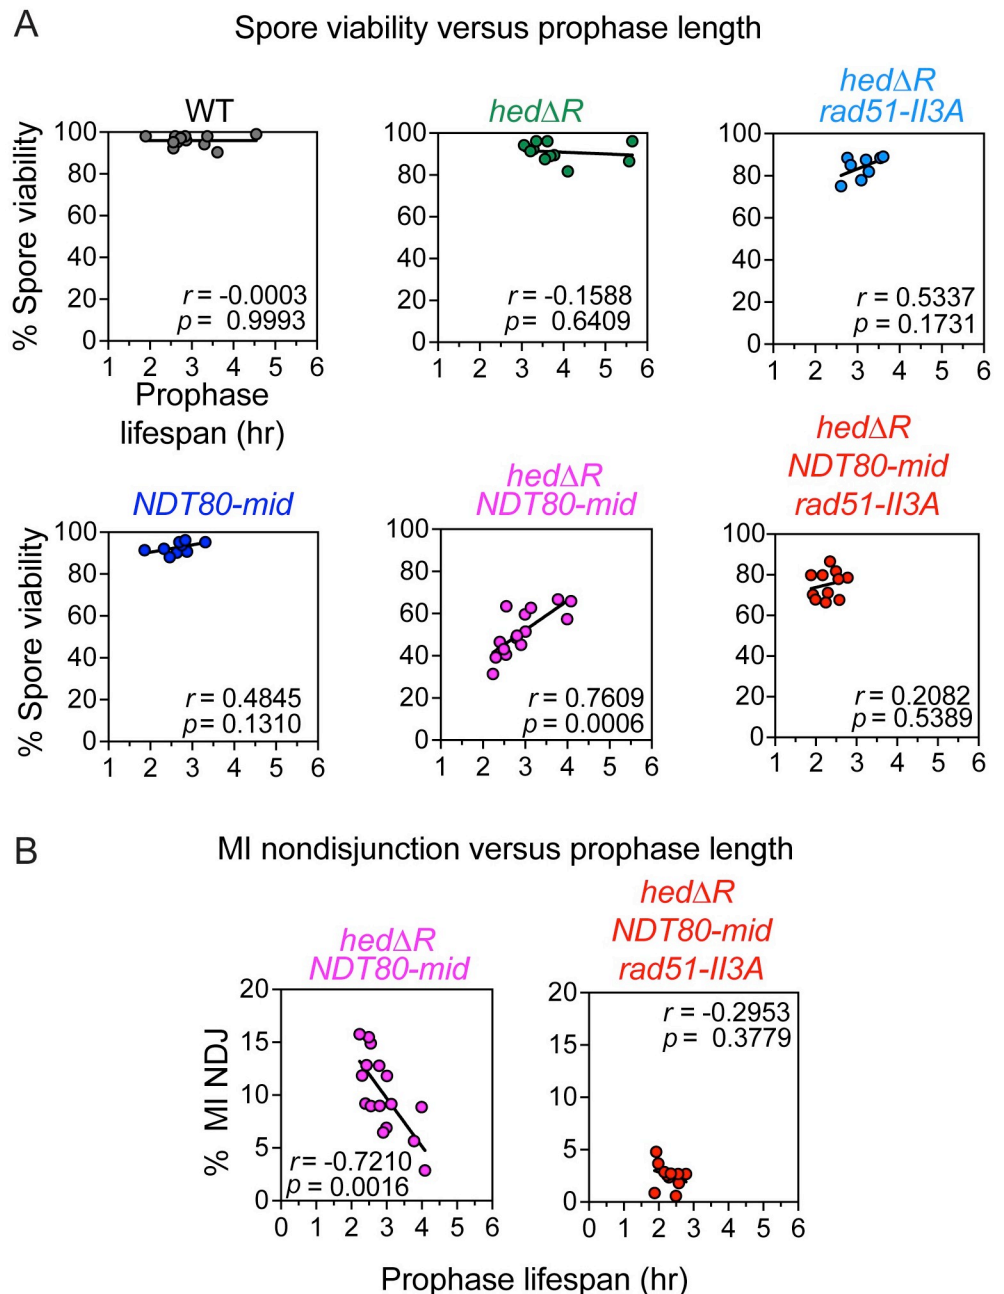 A
Spore viability versus prophase length
WT
% Spore viability
100
80
60
40
20
0
r = -0.0003
p = 0.9993
1 2 3 4 5 6
Prophase
lifespan (hr)
hedΔR
100
80
60
40
20
0
r = -0.1588
p= 0.6409
1 2 3 4 5 6
hedΔR
rad51-II3A
100
80
60
40
20
0
r = 0.5337
p = 0.1731
1 2 3 4 5 6
NDT80-mid
% Spore viability
100
80
60
40
20
0
r = 0.4845
p= 0.1310
1 2 3 4 5 6
hedΔR
NDT80-mid
100
80
60
40
20
0
r = 0.7609
p = 0.0006
1 2 3 4 5 6
hedΔR
NDT80-mid
rad51-II3A
100
80
60
40
20
0
r = 0.2082
p = 0.5389
1 2 3 4 5 6
B
MI nondisjunction versus prophase length
hedΔR
NDT80-mid
% MI NDJ
20
15
10
5
0
r= -0.7210
p = 0.0016
0 1 2 3 4 5 6
hedΔR
NDT80-mid
rad51-II3A
20
15
10
5
0
r = -0.2953
p = 0.3779
0 1 2 3 4 5 6
Prophase lifespan (hr)